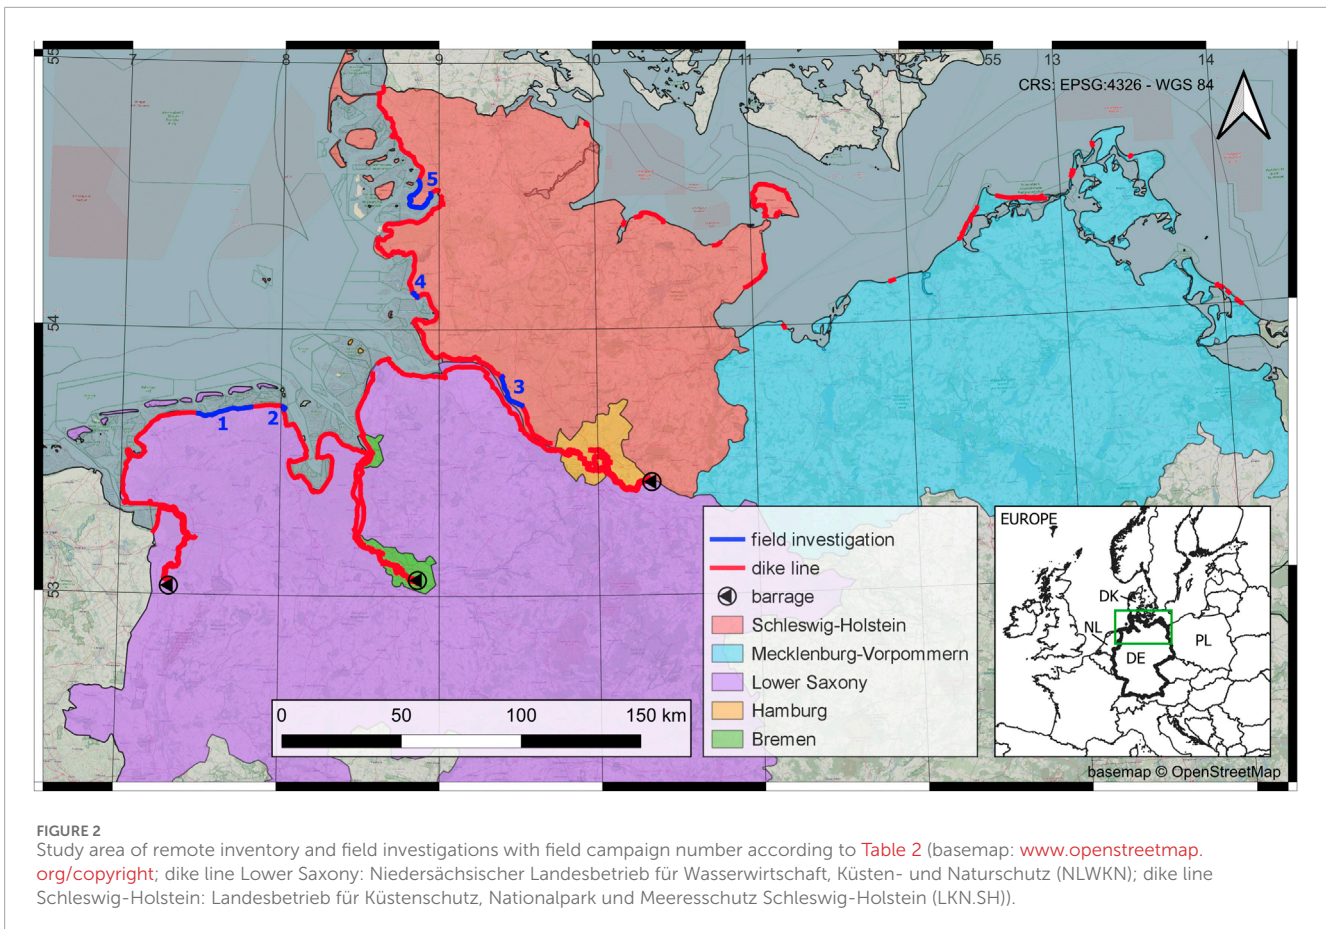 55
7
8
9
10
11
12
55
13
14
CRS: EPSG:4326 - WGS 84
5
4
54
3
1
2
53
field investigation
dike line
barrage
Schleswig-Holstein
Mecklenburg-Vorpommern
Lower Saxony
Hamburg
Bremen
0
50
100
150 km
EUROPE
DK
NL
DE
PL
basemap © OpenStreetMap
FIGURE 2
Study area of remote inventory and field investigations with field campaign number according to Table 2 (basemap: www.openstreetmap.
org/copyright; dike line Lower Saxony: Niedersächsischer Landesbetrieb für Wasserwirtschaft, Küsten- und Naturschutz (NLWKN); dike line
Schleswig-Holstein: Landesbetrieb für Küstenschutz, Nationalpark und Meeresschutz Schleswig-Holstein (LKN.SH)).